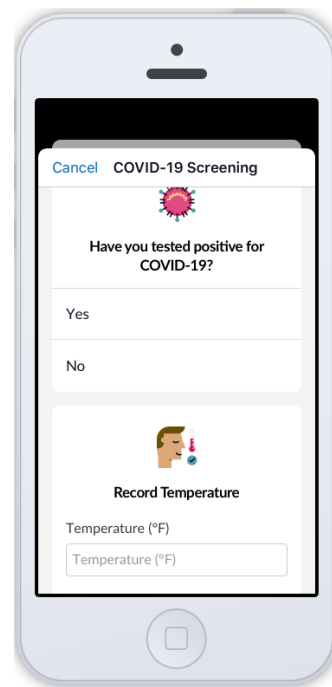 Cancel COVID-19 Screening
Have you tested positive for
COVID-19?
Yes
No
Record Temperature
Temperature (°F)
Temperature (°F)